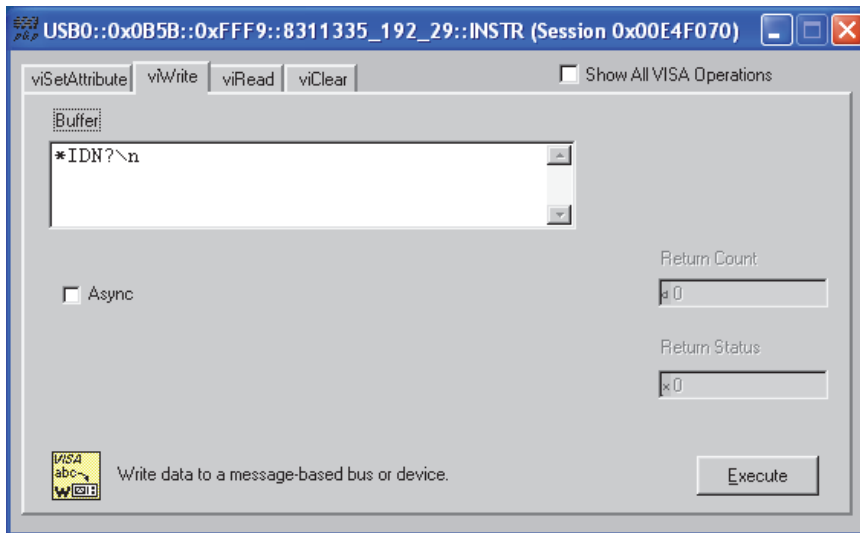 USB0::0x0B5B::0xFFF9::8311335_192_29::INSTR (Session 0x00E4F070)
viSetAttribute viWrite viRead viClear Show All VISA Operations
Buffer
*IDN?\n
Return Count
Async
d 0
Return Status
x 0
VISA
abc
W
Write data to a message-based bus or device.
Execute